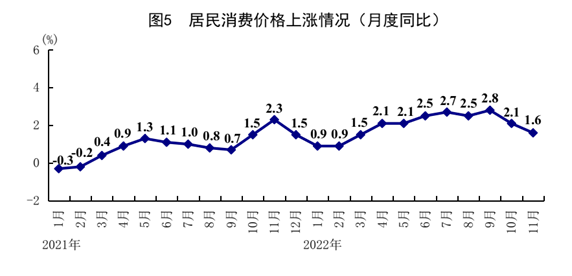 图5　居民消费价格上涨情况（月度同比）
(%)
6
4
2
0
-2
-0.3 -0.2 0.4 0.9 1.3 1.1 1.0 0.8 0.7 1.5 2.3 1.5 0.9 0.9 1.5 2.1 2.1 2.5 2.7 2.5 2.8 2.1 1.6
1月 2月 3月 4月 5月 6月 7月 8月 9月 10月 11月 12月 1月 2月 3月 4月 5月 6月 7月 8月 9月 10月 11月
2021年 2022年